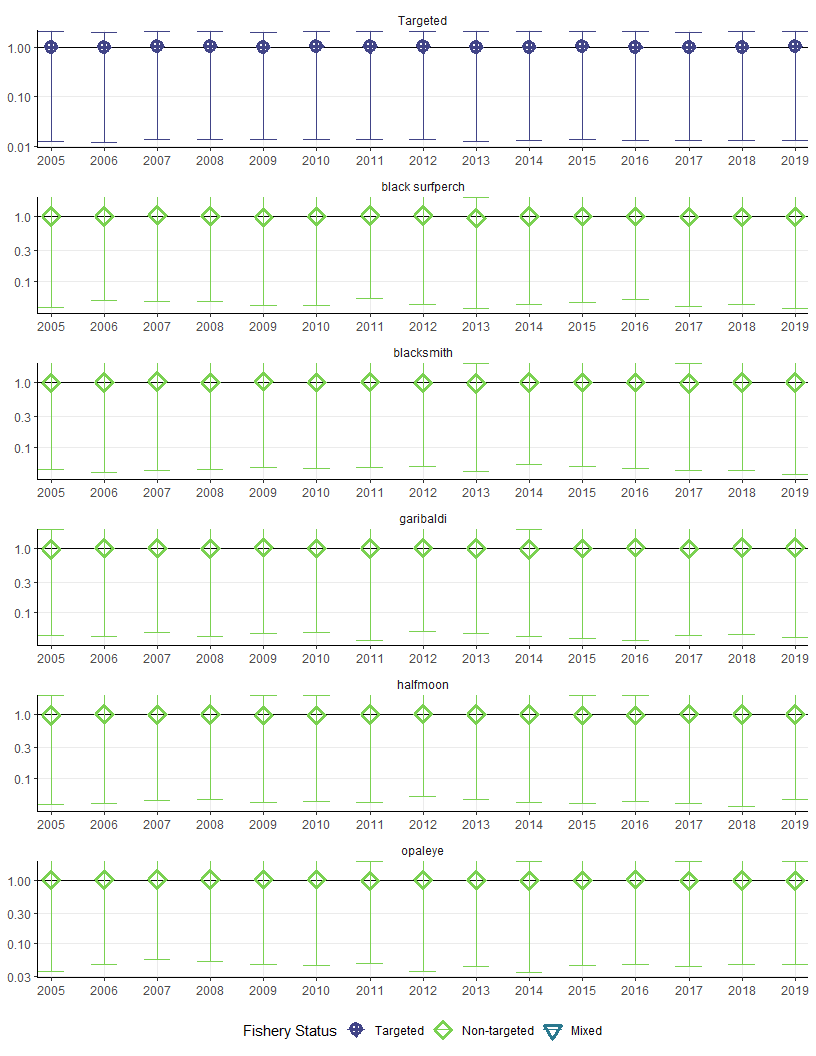 Targeted
1.00
0.10
0.01
2005 2006 2007 2008 2009 2010 2011 2012 2013 2014 2015 2016 2017 2018 2019
black surfperch
1.0
0.3
0.1
2005 2006 2007 2008 2009 2010 2011 2012 2013 2014 2015 2016 2017 2018 2019
blacksmith
1.0
0.3
0.1
2005 2006 2007 2008 2009 2010 2011 2012 2013 2014 2015 2016 2017 2018 2019
garibaldi
1.0
0.3
0.1
2005 2006 2007 2008 2009 2010 2011 2012 2013 2014 2015 2016 2017 2018 2019
halfmoon
1.0
0.3
0.1
2005 2006 2007 2008 2009 2010 2011 2012 2013 2014 2015 2016 2017 2018 2019
opaleye
1.00
0.30
0.10
0.03
2005 2006 2007 2008 2009 2010 2011 2012 2013 2014 2015 2016 2017 2018 2019
Fishery Status Targeted Non-targeted Mixed